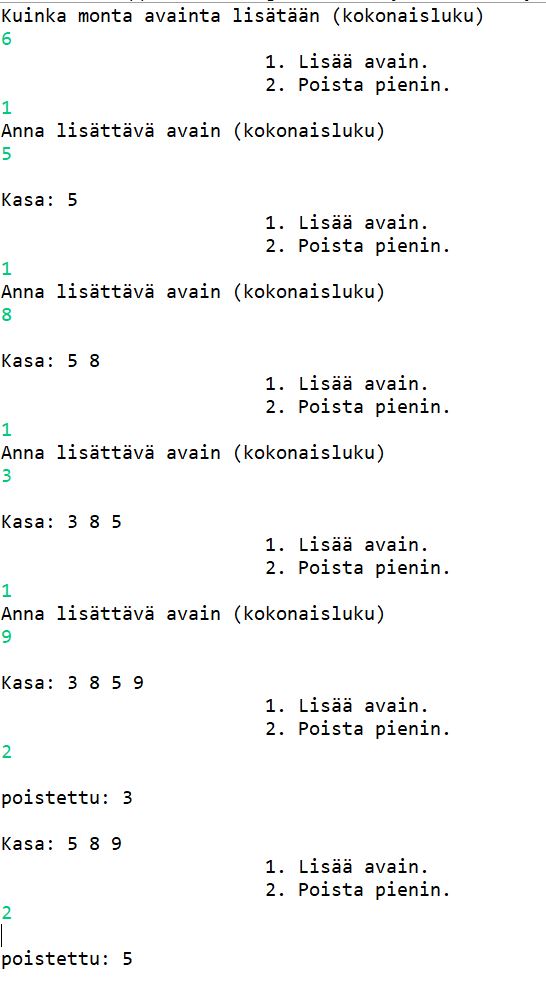 Kuinka monta avainta lisätään (kokonaisluku)
6
1. Lisää avain.
2. Poista pienin.
1
Anna lisättävä avain (kokonaisluku)
5
Kasa: 5
1. Lisää avain.
2. Poista pienin.
1
Anna lisättävä avain (kokonaisluku)
8
Kasa: 5 8
1. Lisää avain.
2. Poista pienin.
1
Anna lisättävä avain (kokonaisluku)
3
Kasa: 3 8 5
1. Lisää avain.
2. Poista pienin.
1
Anna lisättävä avain (kokonaisluku)
9
Kasa: 3 8 5 9
1. Lisää avain.
2. Poista pienin.
2
poistettu: 3
Kasa: 5 8 9
1. Lisää avain.
2. Poista pienin.
2
poistettu: 5